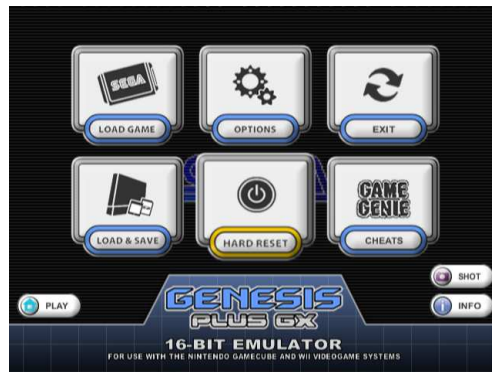 SEGA
LOAD GAME
OPTIONS
EXIT
LOAD & SAVE
HARD RESET
GAME
GENIE
CHEATS
SHOT
PLAY
INFO
GENESIS
PLUS GX
16-BIT EMULATOR
FOR USE WITH THE NINTENDO GAMECUBE AND WII VIDEOGAME SYSTEMS